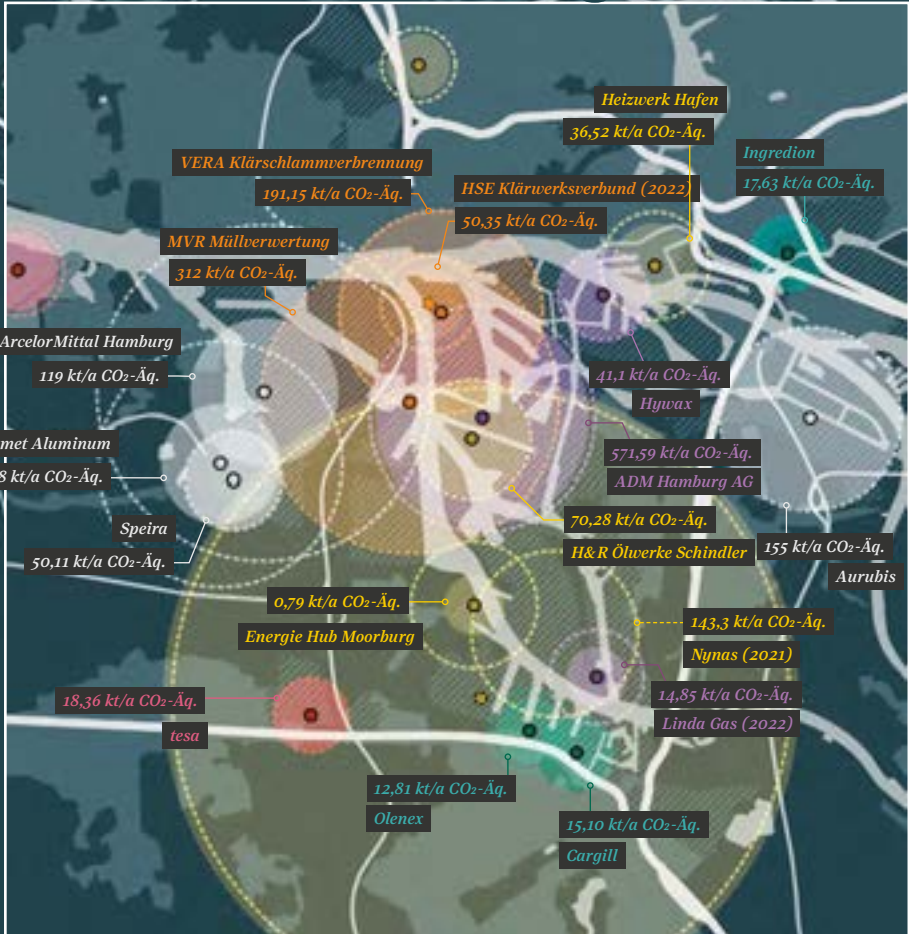 Heizwerk Hafen
36,52 kt/a CO₂-Äq.
Ingredion
17,63 kt/a CO₂-Äq.
VERA Klärschlammverbrennung
191,15 kt/a CO₂-Äq.
HSE Klärwerksverbund (2022)
50,35 kt/a CO₂-Äq.
MVR Müllverwertung
312 kt/a CO₂-Äq.
ArcelorMittal Hamburg
119 kt/a CO₂-Äq.
41,1 kt/a CO₂-Äq.
Hywax
met Aluminum
8 kt/a CO₂-Äq.
571,59 kt/a CO₂-Äq.
ADM Hamburg AG
Speira
50,11 kt/a CO₂-Äq.
70,28 kt/a CO₂-Äq.
H&R Ölwerke Schindler
155 kt/a CO₂-Äq.
Aurubis
0,79 kt/a CO₂-Äq.
Energie Hub Moorburg
143,3 kt/a CO₂-Äq.
Nynas (2021)
18,36 kt/a CO₂-Äq.
tesa
14,85 kt/a CO₂-Äq.
Linda Gas (2022)
12,81 kt/a CO₂-Äq.
Olenex
15,10 kt/a CO₂-Äq.
Cargill